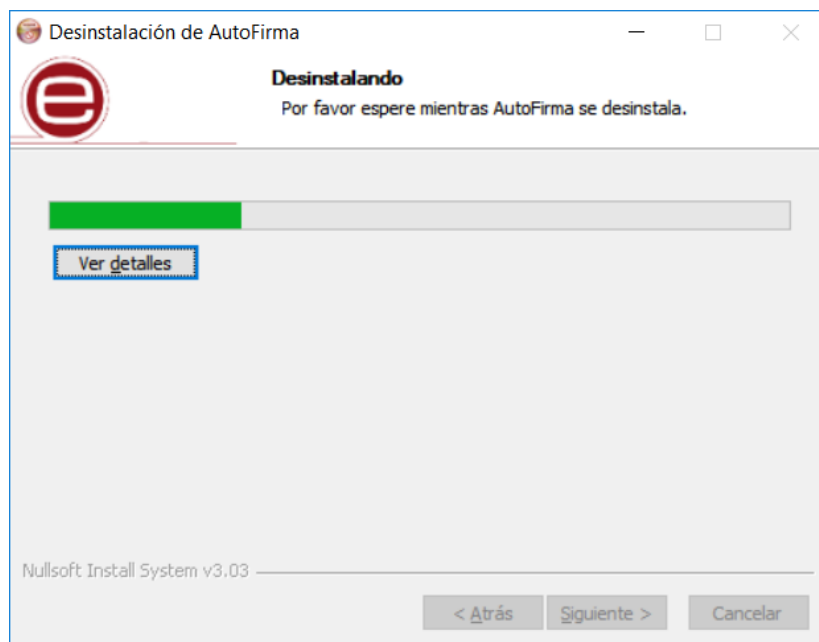 Desinstalación de AutoFirma
e
Desinstalando
Por favor espere mientras AutoFirma se desinstala.
Ver detalles
Nullsoft Install System v3.03
< Atrás Siguiente > Cancelar